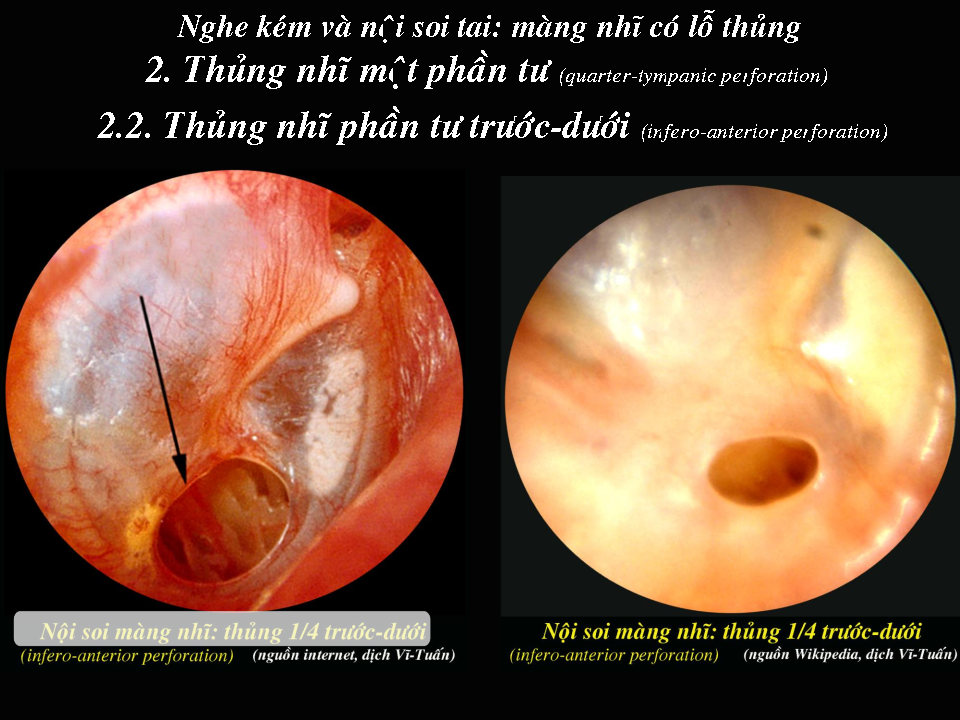 Nghe kém và nội soi tai: màng nhĩ có lỗ thủng
2. Thủng nhĩ một phần tư (quarter-tympanic perforation)
2.2. Thủng nhĩ phần tư trước-dưới (infero-anterior perforation)
Nội soi màng nhĩ: thủng 1/4 trước-dưới
(infero-anterior perforation) (nguồn internet, dịch Vĩ-Tuấn)
Nội soi màng nhĩ: thủng 1/4 trước-dưới
(infero-anterior perforation) (nguồn Wikipedia, dịch Vĩ-Tuấn)